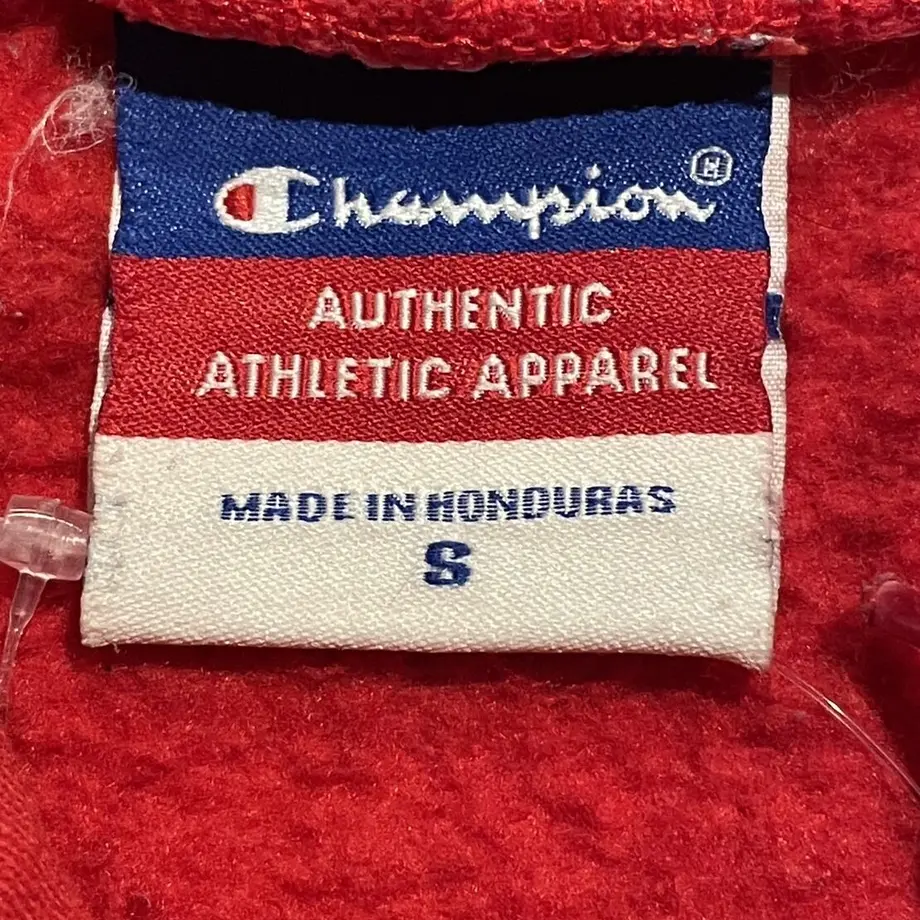 Champion®
AUTHENTIC
ATHLETIC APPAREL
MADE IN HONDURAS
S